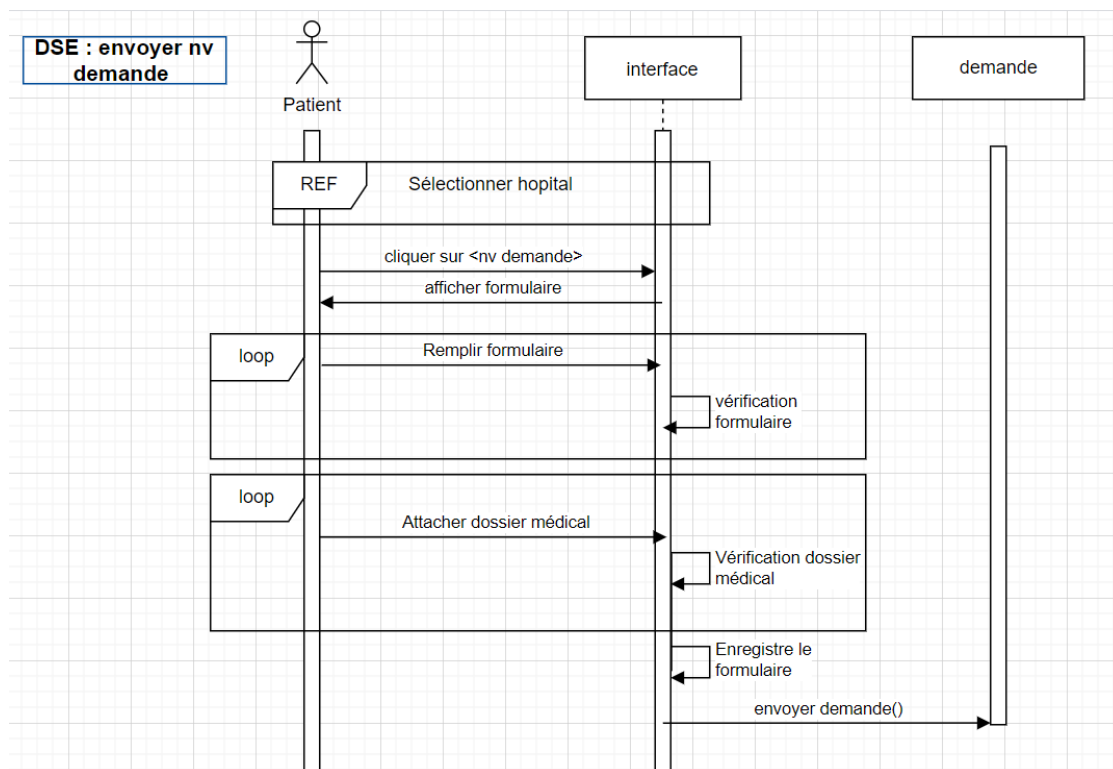 DSE : envoyer nv
demande
Patient
interface
demande
REF
Sélectionner hopital
cliquer sur <nv demande>
afficher formulaire
loop
Remplir formulaire
vérification
formulaire
loop
Attacher dossier médical
Vérification dossier
médical
Enregistre le
formulaire
envoyer demande()